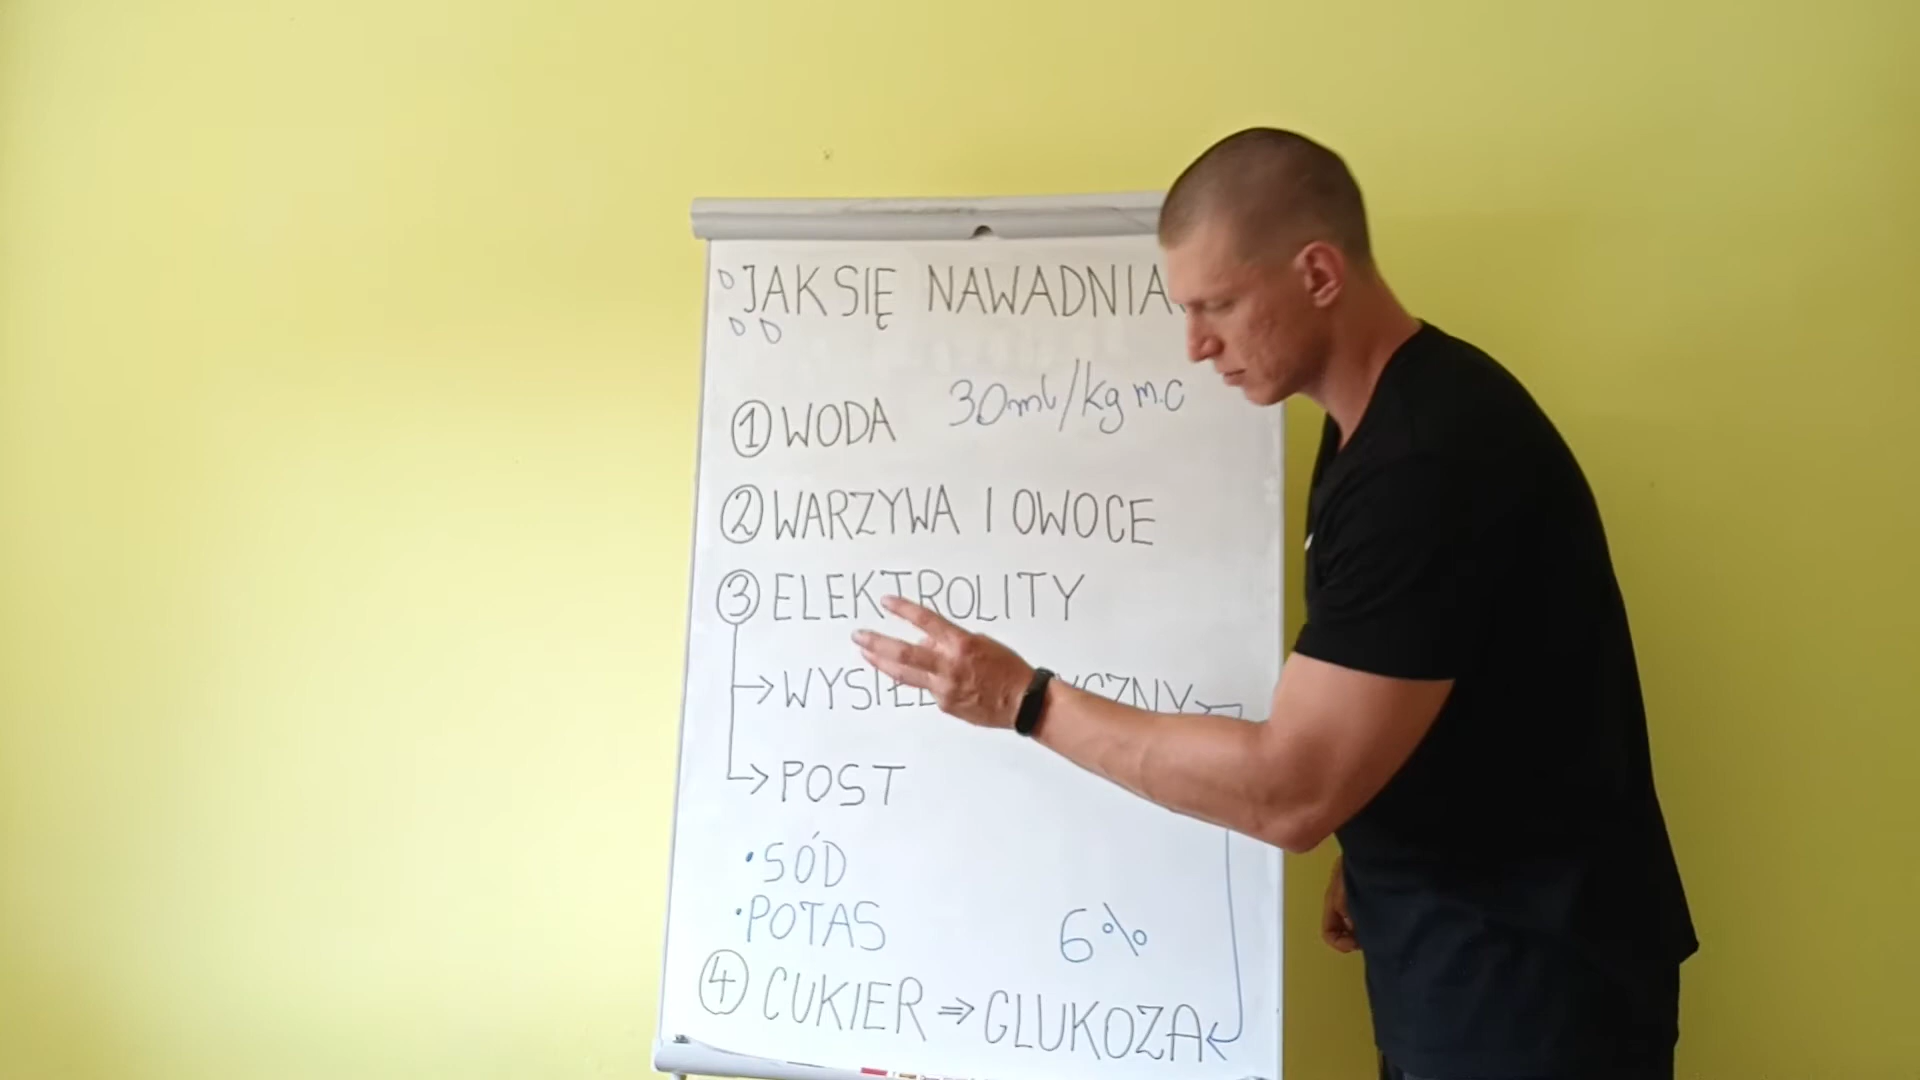 JAK SIĘ NAWADNIA
① WODA 30ml/kg m.c
② WARZYWA I OWOCE
③ ELEKTROLITY
→ POST
• SÓD
• POTAS
6%
④ CUKIER ⇒ GLUKOZA